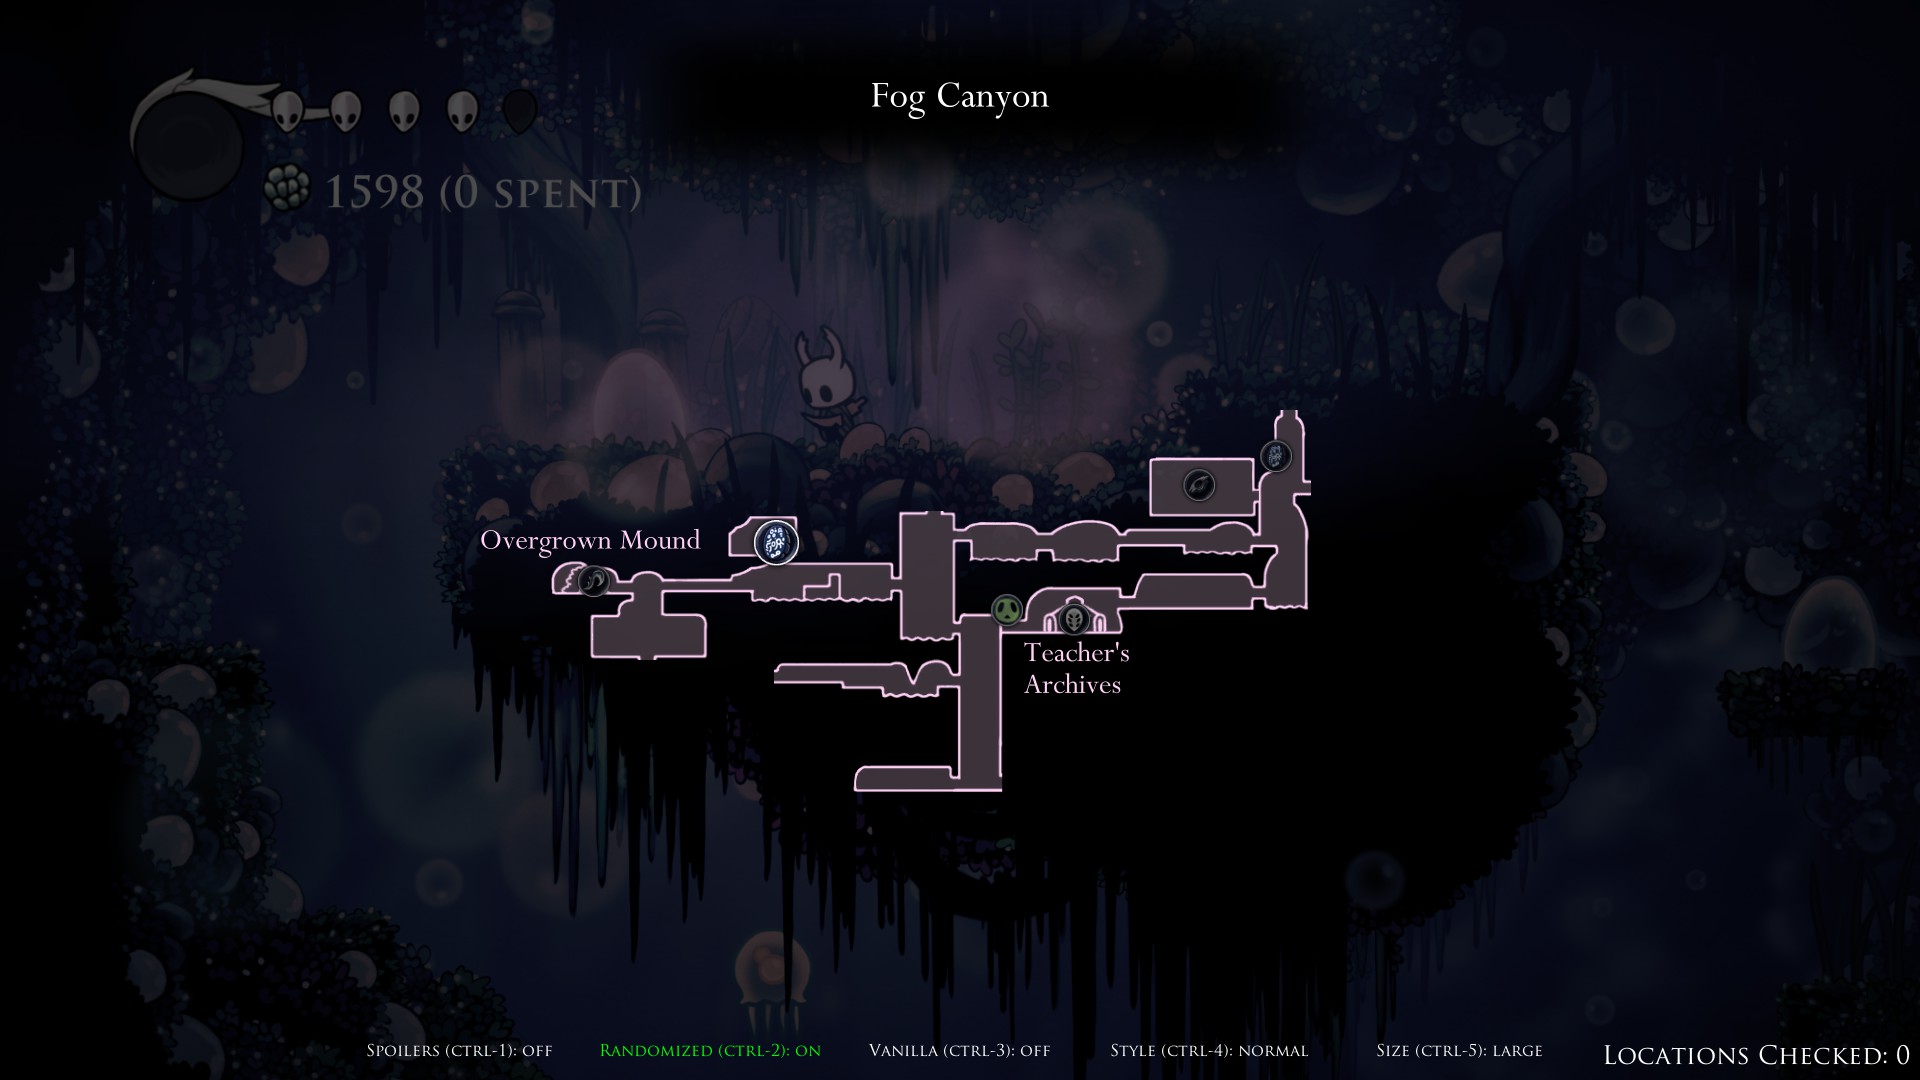 Fog Canyon
1598 (0 SPENT)
Overgrown Mound
Teacher's
Archives
SPOILERS (CTRL-1): OFF
RANDOMIZED (CTRL-2): ON
VANILLA (CTRL-3): OFF
STYLE (CTRL-4): NORMAL
SIZE (CTRL-5): LARGE
LOCATIONS CHECKED: 0